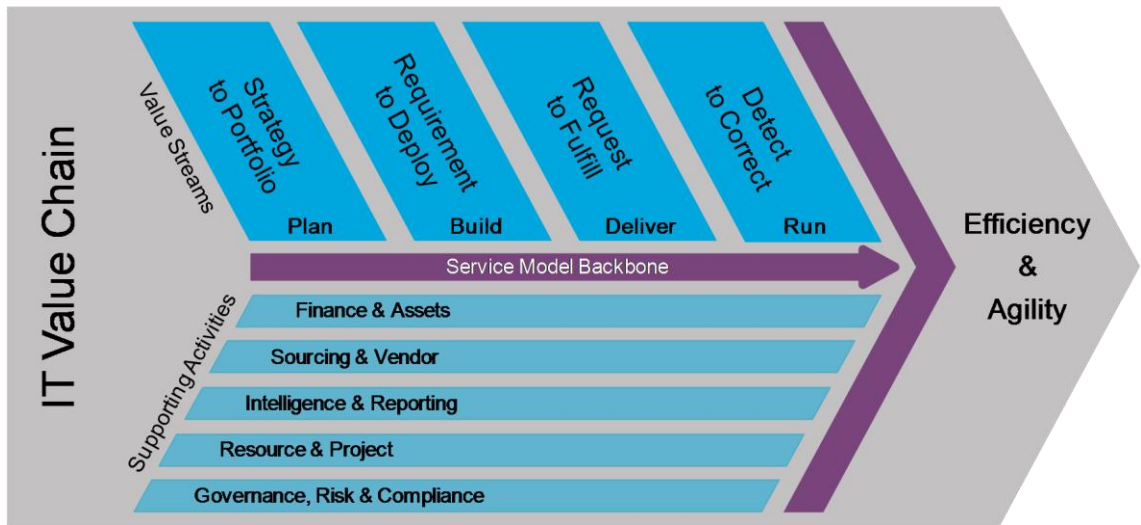 IT Value Chain
Value Streams
Strategy
to Portfolio
Plan
Requirement
to Deploy
Build
Request
to Fulfill
Deliver
Detect
to Correct
Run
Service Model Backbone
Supporting Activities
Finance & Assets
Sourcing & Vendor
Intelligence & Reporting
Resource & Project
Governance, Risk & Compliance
Efficiency
&
Agility